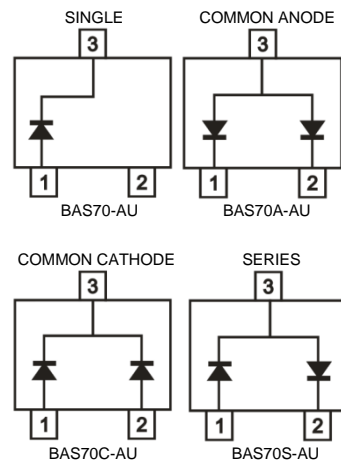 SINGLE
3
1 2
BAS70-AU
COMMON ANODE
3
1 2
BAS70A-AU
COMMON CATHODE
3
1 2
BAS70C-AU
SERIES
3
1 2
BAS70S-AU